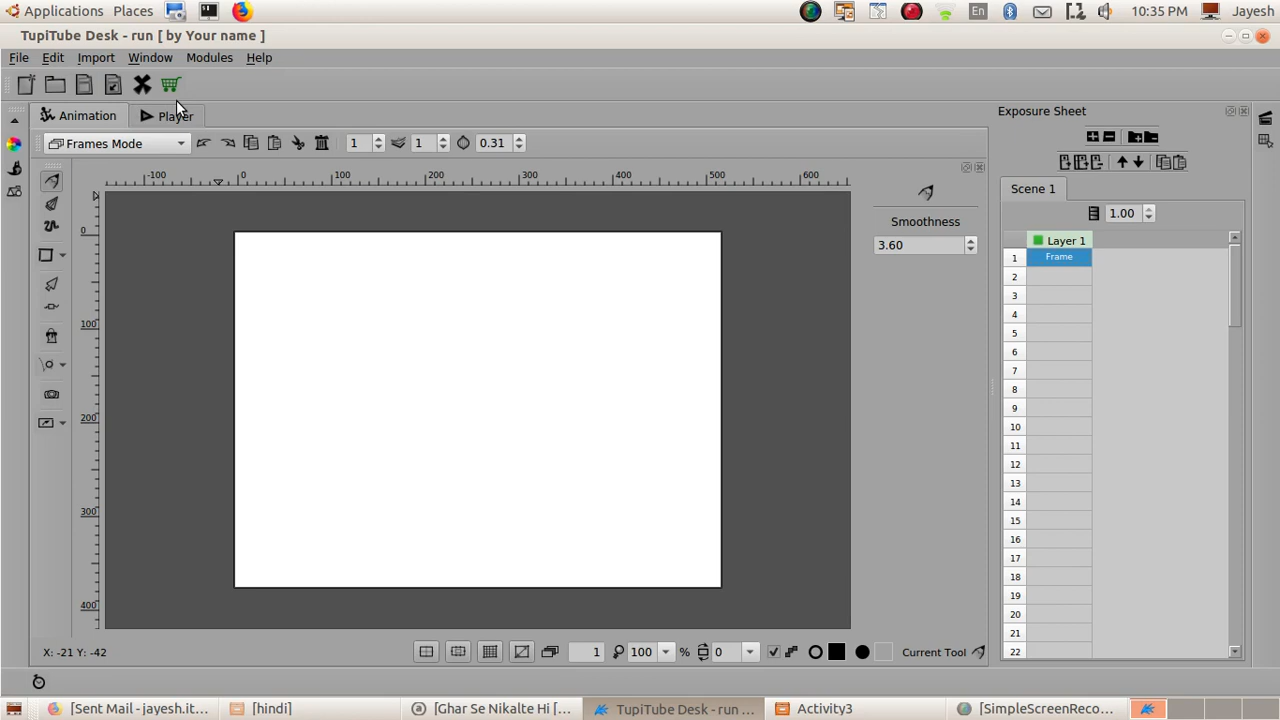 Applications Places En 10:35 PM Jayesh
TupiTube Desk - run [ by Your name ]
File Edit Import Window Modules Help
Animation Player
Exposure Sheet
Frames Mode 1 1 0.31
-100 0 100 200 300 400 500 600
Scene 1
Smoothness
1.00
3.60
Layer 1
0
100
200
300
400
1 Frame
2
3
4
5
6
7
8
9
10
11
12
13
14
15
16
17
18
19
20
21
22
X: -21 Y: -42 1 100 % 0 Current Tool
[Sent Mail - jayesh.it... [hindi] [Ghar Se Nikalte Hi [... TupiTube Desk - run ... Activity3 [SimpleScreenReco...